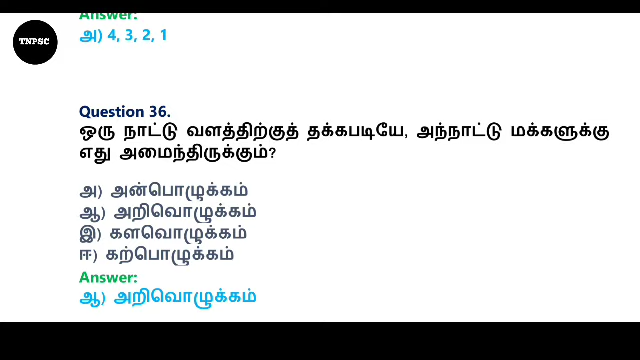 Answer:
அ) 4, 3, 2, 1
TNPSC
Question 36.
ஒரு நாட்டு வளத்திற்குத் தக்கபடியே, அந்நாட்டு மக்களுக்கு
எது அமைந்திருக்கும்?
அ) அன்பொழுக்கம்
ஆ) அறிவொழுக்கம்
இ) களவொழுக்கம்
ஈ) கற்பொழுக்கம்
Answer:
ஆ) அறிவொழுக்கம்